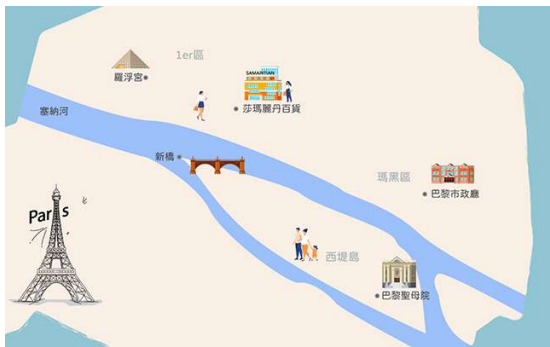 1er區
羅浮宮
SAMARITIAN
莎瑪麗丹百貨
塞納河
新橋
瑪黑區
巴黎市政廳
Paris
西堤島
巴黎聖母院